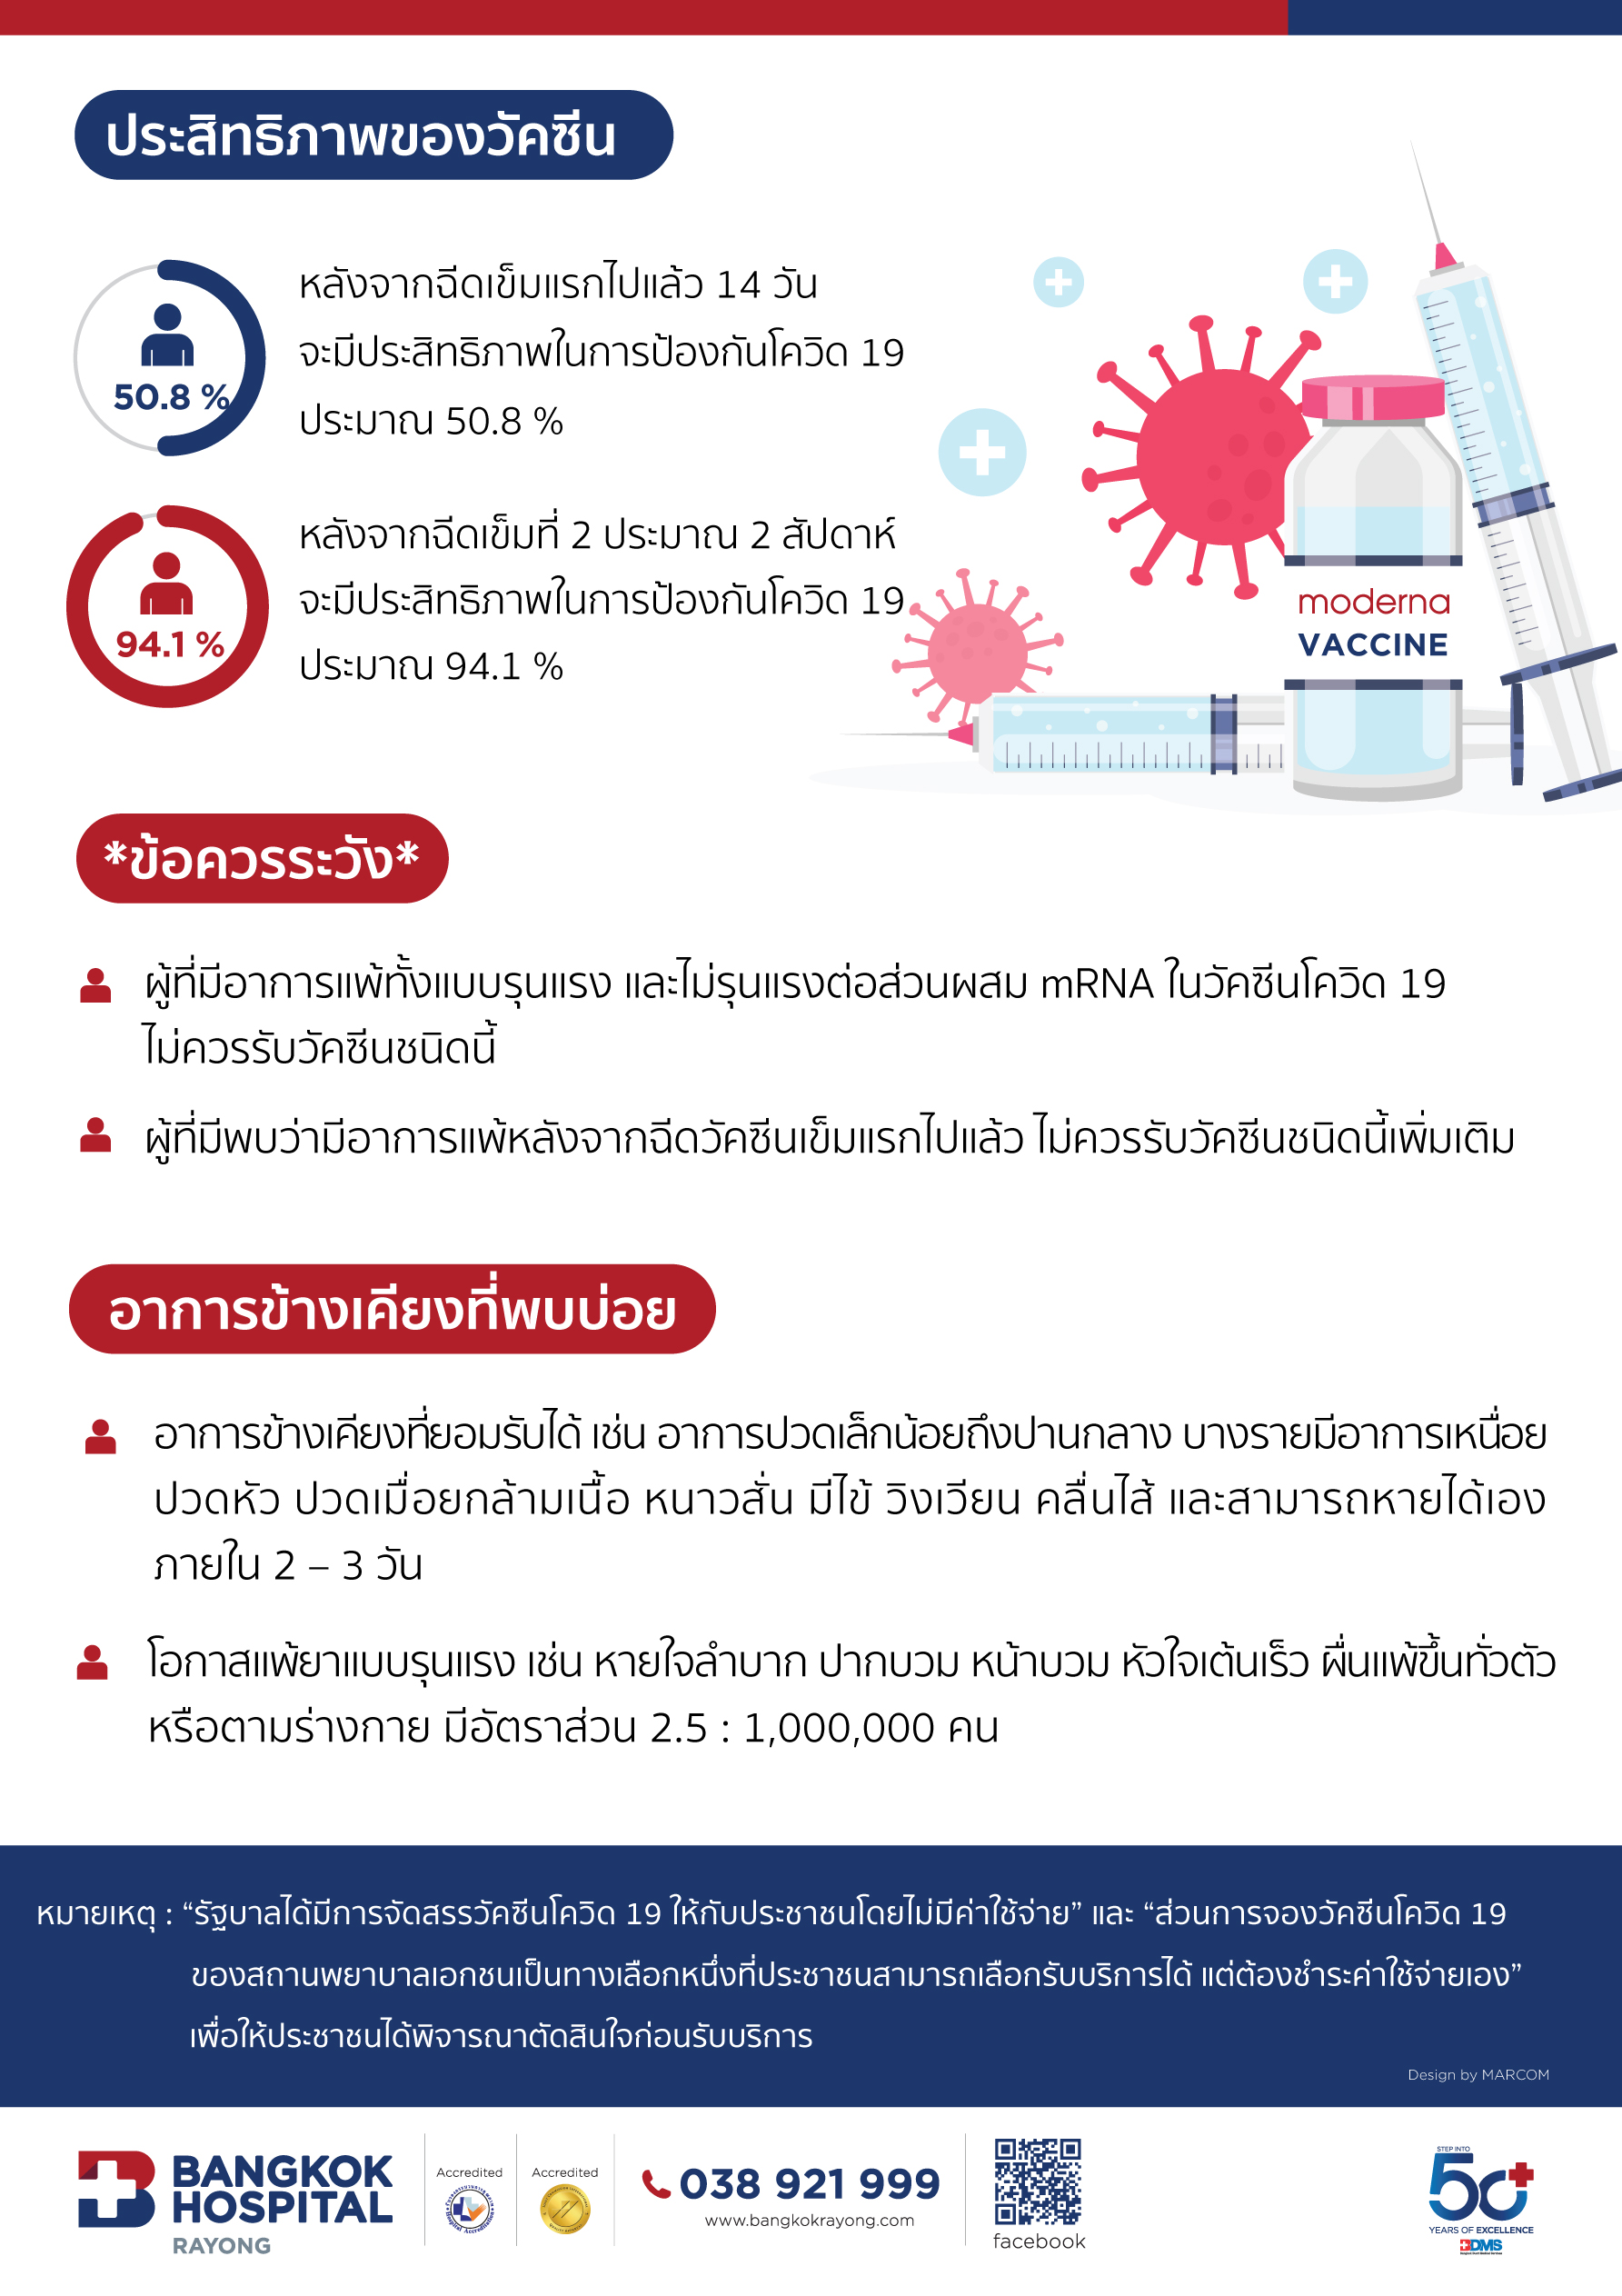 ประสิทธิภาพของวัคซีน
50.8 %
หลังจากฉีดเข็มแรกไปแล้ว 14 วัน
จะมีประสิทธิภาพในการป้องกันโควิด 19
ประมาณ 50.8 %
94.1 %
หลังจากฉีดเข็มที่ 2 ประมาณ 2 สัปดาห์
จะมีประสิทธิภาพในการป้องกันโควิด 19
ประมาณ 94.1 %
moderna
VACCINE
*ข้อควรระวัง*
ผู้ที่มีอาการแพ้ทั้งแบบรุนแรง และไม่รุนแรงต่อส่วนผสม mRNA ในวัคซีนโควิด 19
ไม่ควรรับวัคซีนชนิดนี้
ผู้ที่มีพบว่ามีอาการแพ้หลังจากฉีดวัคซีนเข็มแรกไปแล้ว ไม่ควรรับวัคซีนชนิดนี้เพิ่มเติม
อาการข้างเคียงที่พบบ่อย
อาการข้างเคียงที่ยอมรับได้ เช่น อาการปวดเล็กน้อยถึงปานกลาง บางรายมีอาการเหนื่อย
ปวดหัว ปวดเมื่อยกล้ามเนื้อ หนาวสั่น มีไข้ วิงเวียน คลื่นไส้ และสามารถหายได้เอง
ภายใน 2 – 3 วัน
โอกาสแพ้ยาแบบรุนแรง เช่น หายใจลำบาก ปากบวม หน้าบวม หัวใจเต้นเร็ว ผื่นแพ้ขึ้นทั่วตัว
หรือตามร่างกาย มีอัตราส่วน 2.5 : 1,000,000 คน
หมายเหตุ : “รัฐบาลได้มีการจัดสรรวัคซีนโควิด 19 ให้กับประชาชนโดยไม่มีค่าใช้จ่าย” และ “ส่วนการจองวัคซีนโควิด 19
ของสถานพยาบาลเอกชนเป็นทางเลือกหนึ่งที่ประชาชนสามารถเลือกรับบริการได้ แต่ต้องชำระค่าใช้จ่ายเอง”
เพื่อให้ประชาชนได้พิจารณาตัดสินใจก่อนรับบริการ
Design by MARCOM
BANGKOK
HOSPITAL
RAYONG
Accredited
Accredited
038 921 999
www.bangkokrayong.com
facebook
STEP INTO
50+
YEARS OF EXCELLENCE
BDMS